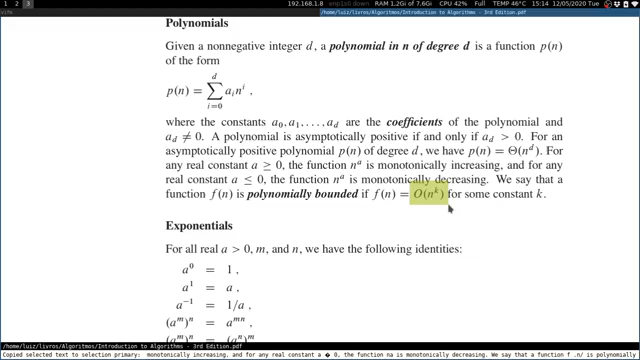 1 2 3 192.168.1.8 enp1s0 down RAM 1.2Gi of 7.6Gi CPU 42% Full TEMP 46°C 15:14 12/05/2020 Tue
/home/luiz/livros/Algoritmos/Introduction to Algorithms - 3rd Edition.pdf
Polynomials
Given a nonnegative integer d, a polynomial in n of degree d is a function p(n)
of the form
p(n) = ∑_{i=0}^{d} a_i n^i ,
where the constants a_0, a_1, . . . , a_d are the coefficients of the polynomial and
a_d ≠ 0. A polynomial is asymptotically positive if and only if a_d > 0. For an
asymptotically positive polynomial p(n) of degree d, we have p(n) = Θ(n^d). For
any real constant a ≥ 0, the function n^a is monotonically increasing, and for any
real constant a ≤ 0, the function n^a is monotonically decreasing. We say that a
function f(n) is polynomially bounded if f(n) = O(n^k) for some constant k.
Exponentials
For all real a > 0, m, and n, we have the following identities:
a^0 = 1 ,
a^1 = a ,
a^{-1} = 1/a ,
(a^m)^n = a^{mn} ,
(a^m)^n = (a^n)^m
/home/luiz/livros/Algoritmos/Introduction to Algorithms - 3rd Edition.pdf
Copied selected text to selection primary: monotonically increasing, and for any real constant a � 0, the function na is monotonically decreasing. We say that a function f .n/ is polynomially